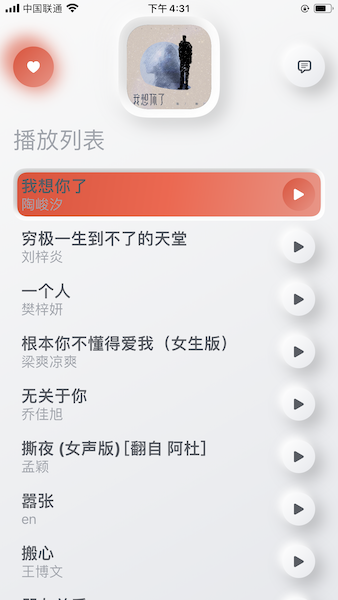 中国联通
下午 4:31
我想你了
播放列表
我想你了
陶峻汐
穷极一生到不了的天堂
刘梓炎
一个人
樊梓妍
根本你不懂得爱我（女生版）
梁爽凉爽
无关于你
乔佳旭
撕夜 (女声版) [翻自 阿杜]
孟颖
嚣张
en
搬心
王博文